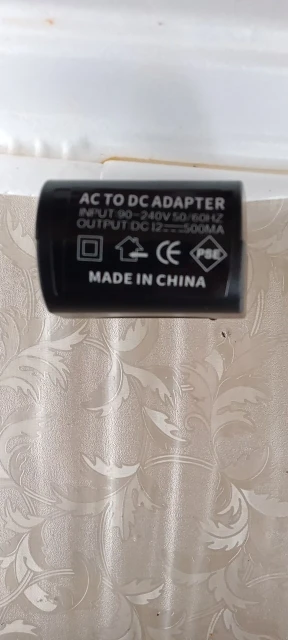 AC TO DC ADAPTER
INPUT 90-240V 50/60HZ
OUTPUT DC 12⎓500MA
CE PSE
MADE IN CHINA